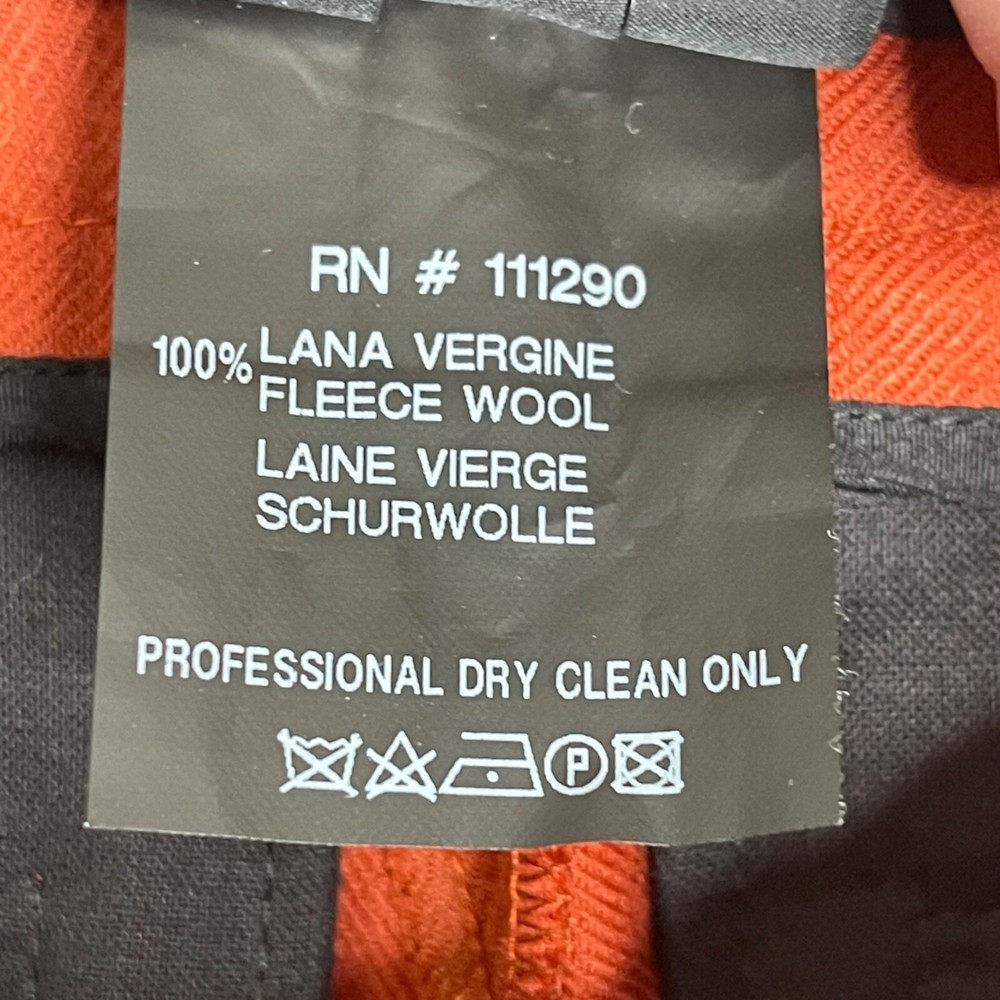 RN # 111290
100% LANA VERGINE
FLEECE WOOL
LAINE VIERGE
SCHURWOLLE
PROFESSIONAL DRY CLEAN ONLY
P